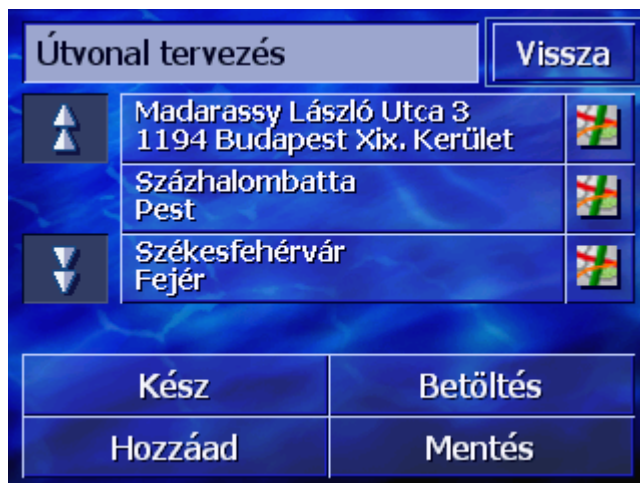 Útvonal tervezés
Vissza
Madarassy László Utca 3
1194 Budapest Xix. Kerület
Százhalombatta
Pest
Székesfehérvár
Fejér
Kész
Betöltés
Hozzáad
Mentés